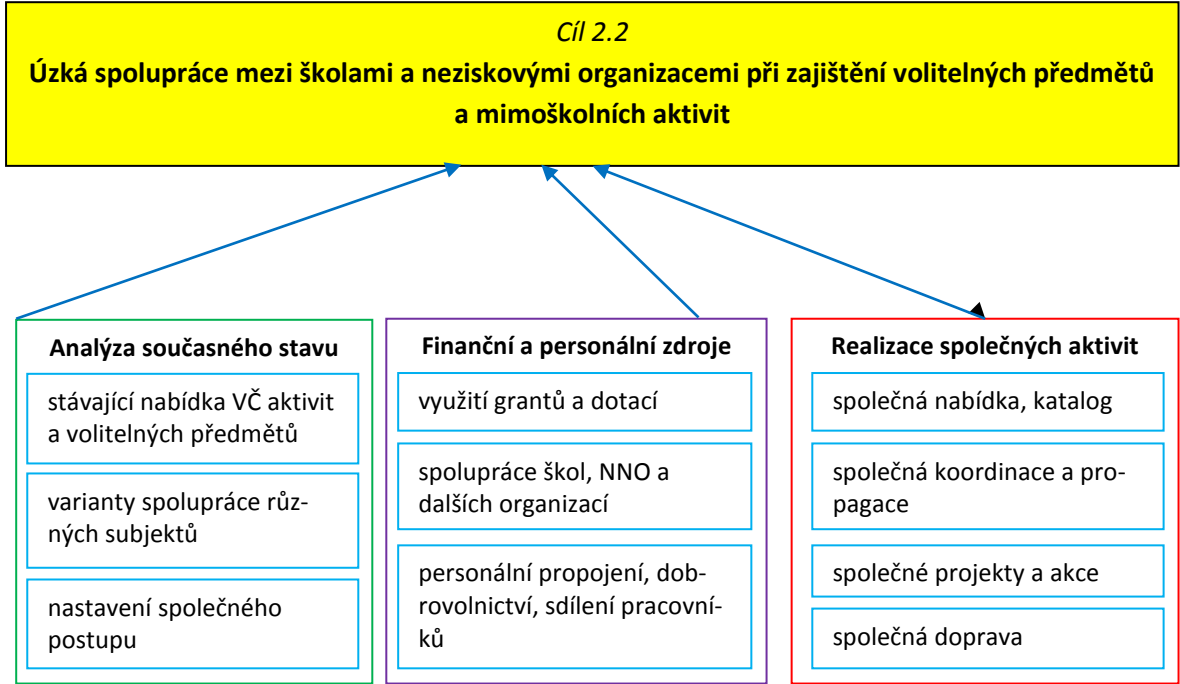 Cíl 2.2
Úzká spolupráce mezi školami a neziskovými organizacemi při zajištění volitelných předmětů
a mimoškolních aktivit
Analýza současného stavu
stávající nabídka VČ aktivit
a volitelných předmětů
varianty spolupráce růz-
ných subjektů
nastavení společného
postupu
Finanční a personální zdroje
využití grantů a dotací
spolupráce škol, NNO a
dalších organizací
personální propojení, dob-
rovolnictví, sdílení pracovní-
ků
Realizace společných aktivit
společná nabídka, katalog
společná koordinace a pro-
pagace
společné projekty a akce
společná doprava